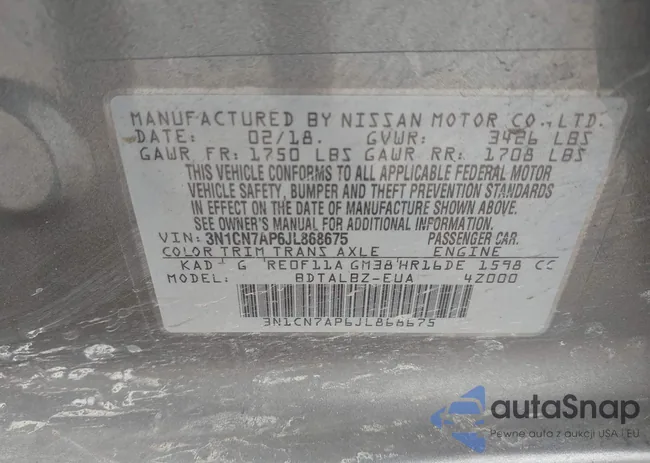 MANUFACTURED BY NISSAN MOTOR CO., LTD.
DATE: 02/18. GVWR: 3426 LBS
GAWR FR: 1750 LBS GAWR RR: 1708 LBS
THIS VEHICLE CONFORMS TO ALL APPLICABLE FEDERAL MOTOR
VEHICLE SAFETY, BUMPER AND THEFT PREVENTION STANDARDS
IN EFFECT ON THE DATE OF MANUFACTURE SHOWN ABOVE.
SEE OWNER'S MANUAL FOR ADDITIONAL INFORMATION.
VIN: 3N1CN7AP6JL868675 PASSENGER CAR.
COLOR TRIM TRANS AXLE ENGINE
KAD G RE0F11A GM38 HR16DE 1598 CC
MODEL: BDTALBZ-EUA 4Z000
3N1CN7AP6JL868675
autaSnap
Pewne auta z aukcji USA i EU